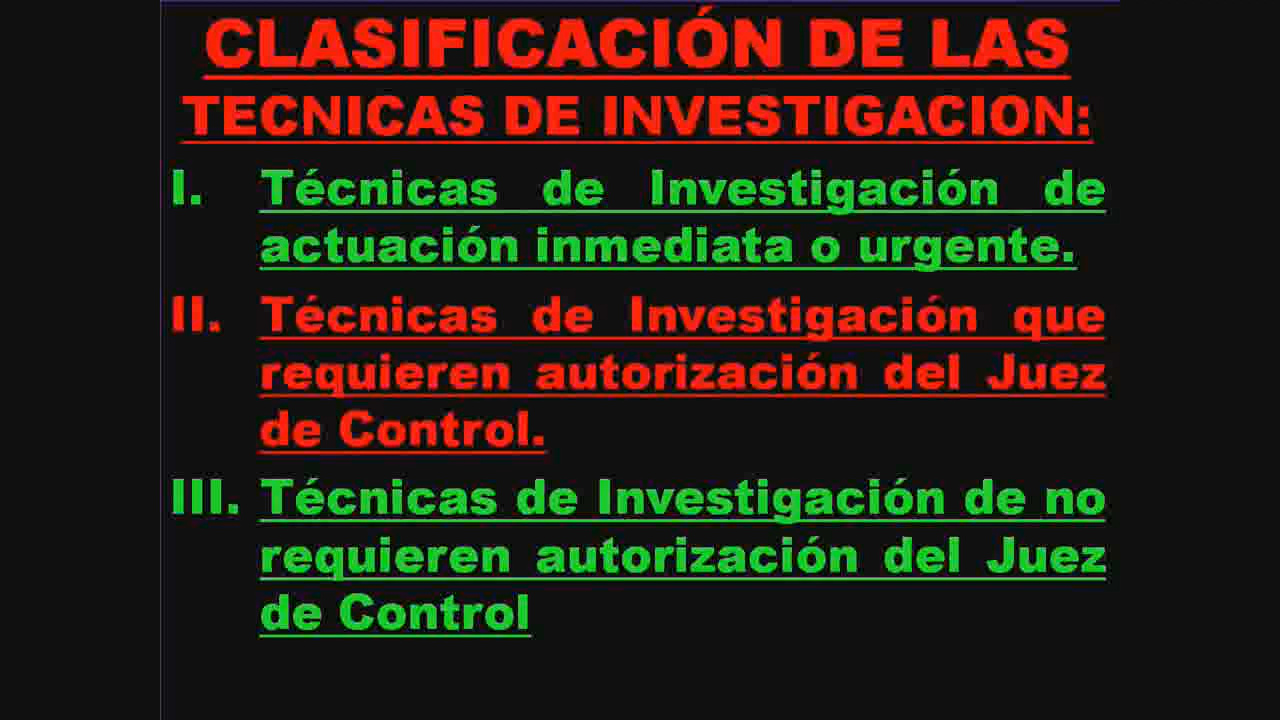 CLASIFICACIÓN DE LAS
TECNICAS DE INVESTIGACION:
I. Técnicas de Investigación de
actuación inmediata o urgente.
II. Técnicas de Investigación que
requieren autorización del Juez
de Control.
III. Técnicas de Investigación de no
requieren autorización del Juez
de Control